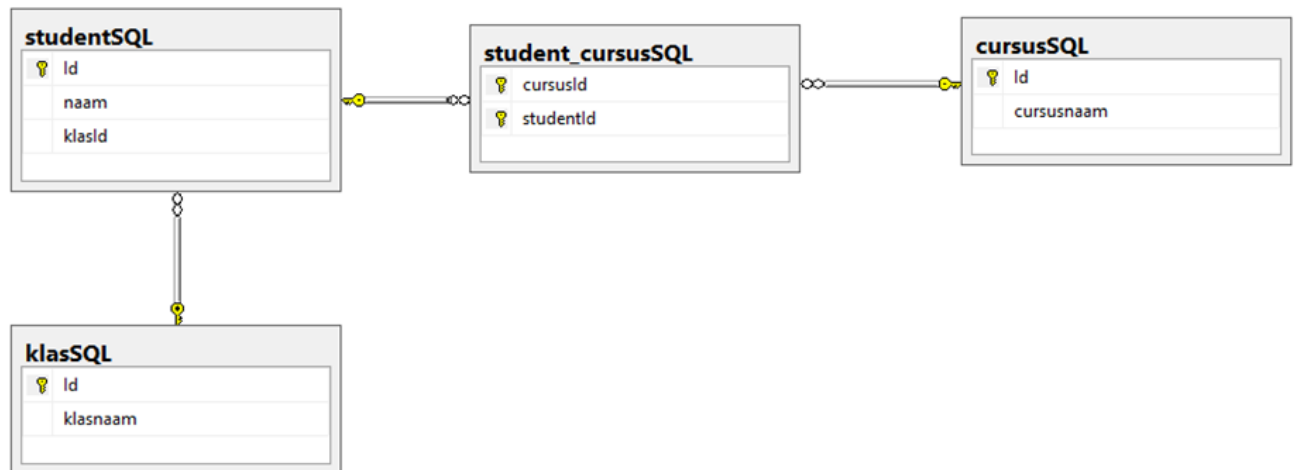 studentSQL
Id
naam
klasId
student_cursusSQL
cursusId
studentId
cursusSQL
Id
cursusnaam
klasSQL
Id
klasnaam